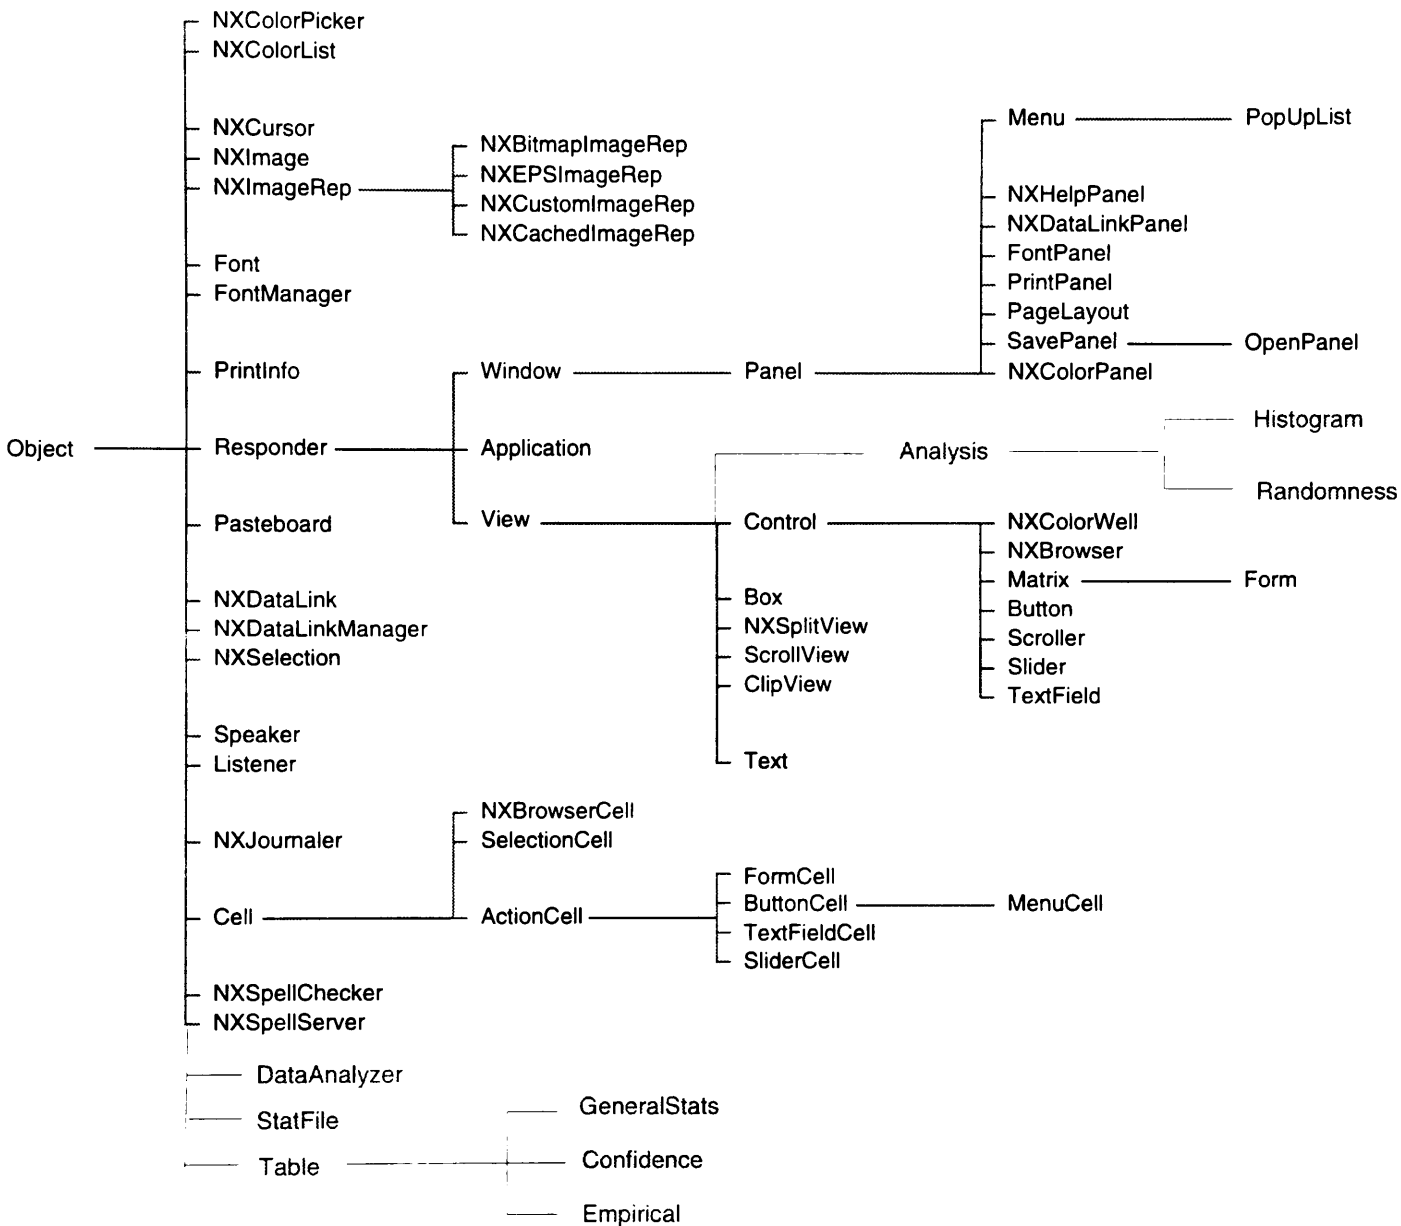 NXColorPicker
NXColorList
NXCursor
NXImage
NXImageRep
NXBitmapImageRep
NXEPSImageRep
NXCustomImageRep
NXCachedImageRep
Menu
PopUpList
NXHelpPanel
NXDataLinkPanel
FontPanel
PrintPanel
PageLayout
SavePanel
OpenPanel
NXColorPanel
Font
FontManager
PrintInfo
Window
Panel
Object
Responder
Application
Analysis
Histogram
Randomness
Pasteboard
View
Control
NXColorWell
NXBrowser
Matrix
Form
Button
Scroller
Slider
TextField
Box
NXSplitView
ScrollView
ClipView
Text
NXDataLink
NXDataLinkManager
NXSelection
Speaker
Listener
NXJournaler
NXBrowserCell
SelectionCell
Cell
ActionCell
FormCell
ButtonCell
MenuCell
TextFieldCell
SliderCell
NXSpellChecker
NXSpellServer
DataAnalyzer
StatFile
Table
GeneralStats
Confidence
Empirical